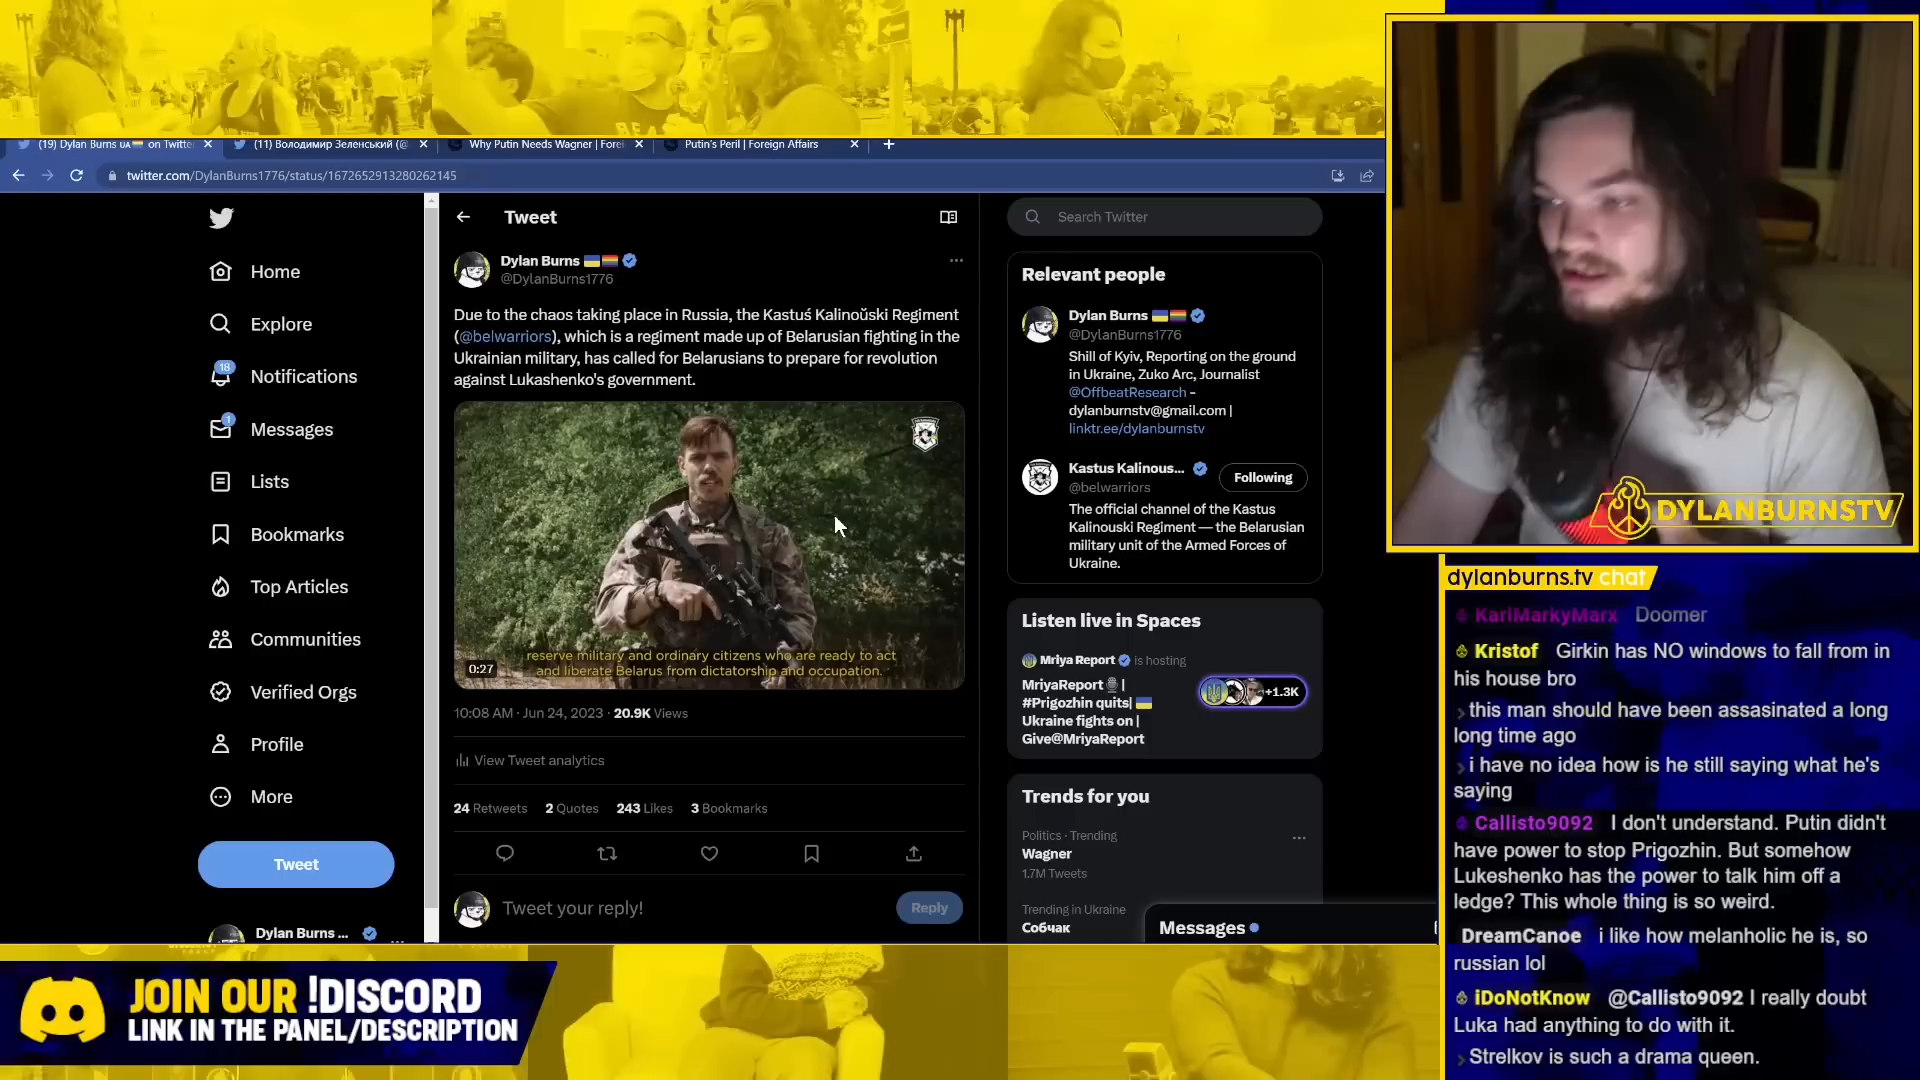 (19) Dylan Burns UA on Twitte
(11) Володимир Зеленський (@
Why Putin Needs Wagner | Forei
Putin's Peril | Foreign Affairs
twitter.com/DylanBurns1776/status/1672652913280262145
Home
Explore
18
Notifications
1
Messages
Lists
Bookmarks
Top Articles
Communities
Verified Orgs
Profile
More
Tweet
Dylan Burns ...
Tweet
Dylan Burns
@DylanBurns1776
Due to the chaos taking place in Russia, the Kastuś Kalinoŭski Regiment
(@belwarriors), which is a regiment made up of Belarusian fighting in the
Ukrainian military, has called for Belarusians to prepare for revolution
against Lukashenko's government.
reserve military and ordinary citizens who are ready to act
and liberate Belarus from dictatorship and occupation.
0:27
10:08 AM · Jun 24, 2023 · 20.9K Views
View Tweet analytics
24 Retweets 2 Quotes 243 Likes 3 Bookmarks
Tweet your reply!
Reply
Search Twitter
Relevant people
Dylan Burns
@DylanBurns1776
Shill of Kyiv, Reporting on the ground
in Ukraine, Zuko Arc, Journalist
@OffbeatResearch -
dylanburnstv@gmail.com |
linktr.ee/dylanburnstv
Kastus Kalinous...
@belwarriors
Following
The official channel of the Kastus
Kalinouski Regiment — the Belarusian
military unit of the Armed Forces of
Ukraine.
Listen live in Spaces
Mriya Report is hosting
MriyaReport |
#Prigozhin quits|
Ukraine fights on |
Give@MriyaReport
+1.3K
Trends for you
Politics · Trending
Wagner
1.7M Tweets
Trending in Ukraine
Собчак
Messages
DYLANBURNSTV
dylanburns.tv chat
KarlMarkyMarx Doomer
Kristof Girkin has NO windows to fall from in
his house bro
this man should have been assasinated a long
long time ago
i have no idea how is he still saying what he's
saying
Callisto9092 I don't understand. Putin didn't
have power to stop Prigozhin. But somehow
Lukeshenko has the power to talk him off a
ledge? This whole thing is so weird.
DreamCanoe i like how melanholic he is, so
russian lol
iDoNotKnow @Callisto9092 I really doubt
Luka had anything to do with it.
Strelkov is such a drama queen.
JOIN OUR !DISCORD
LINK IN THE PANEL/DESCRIPTION